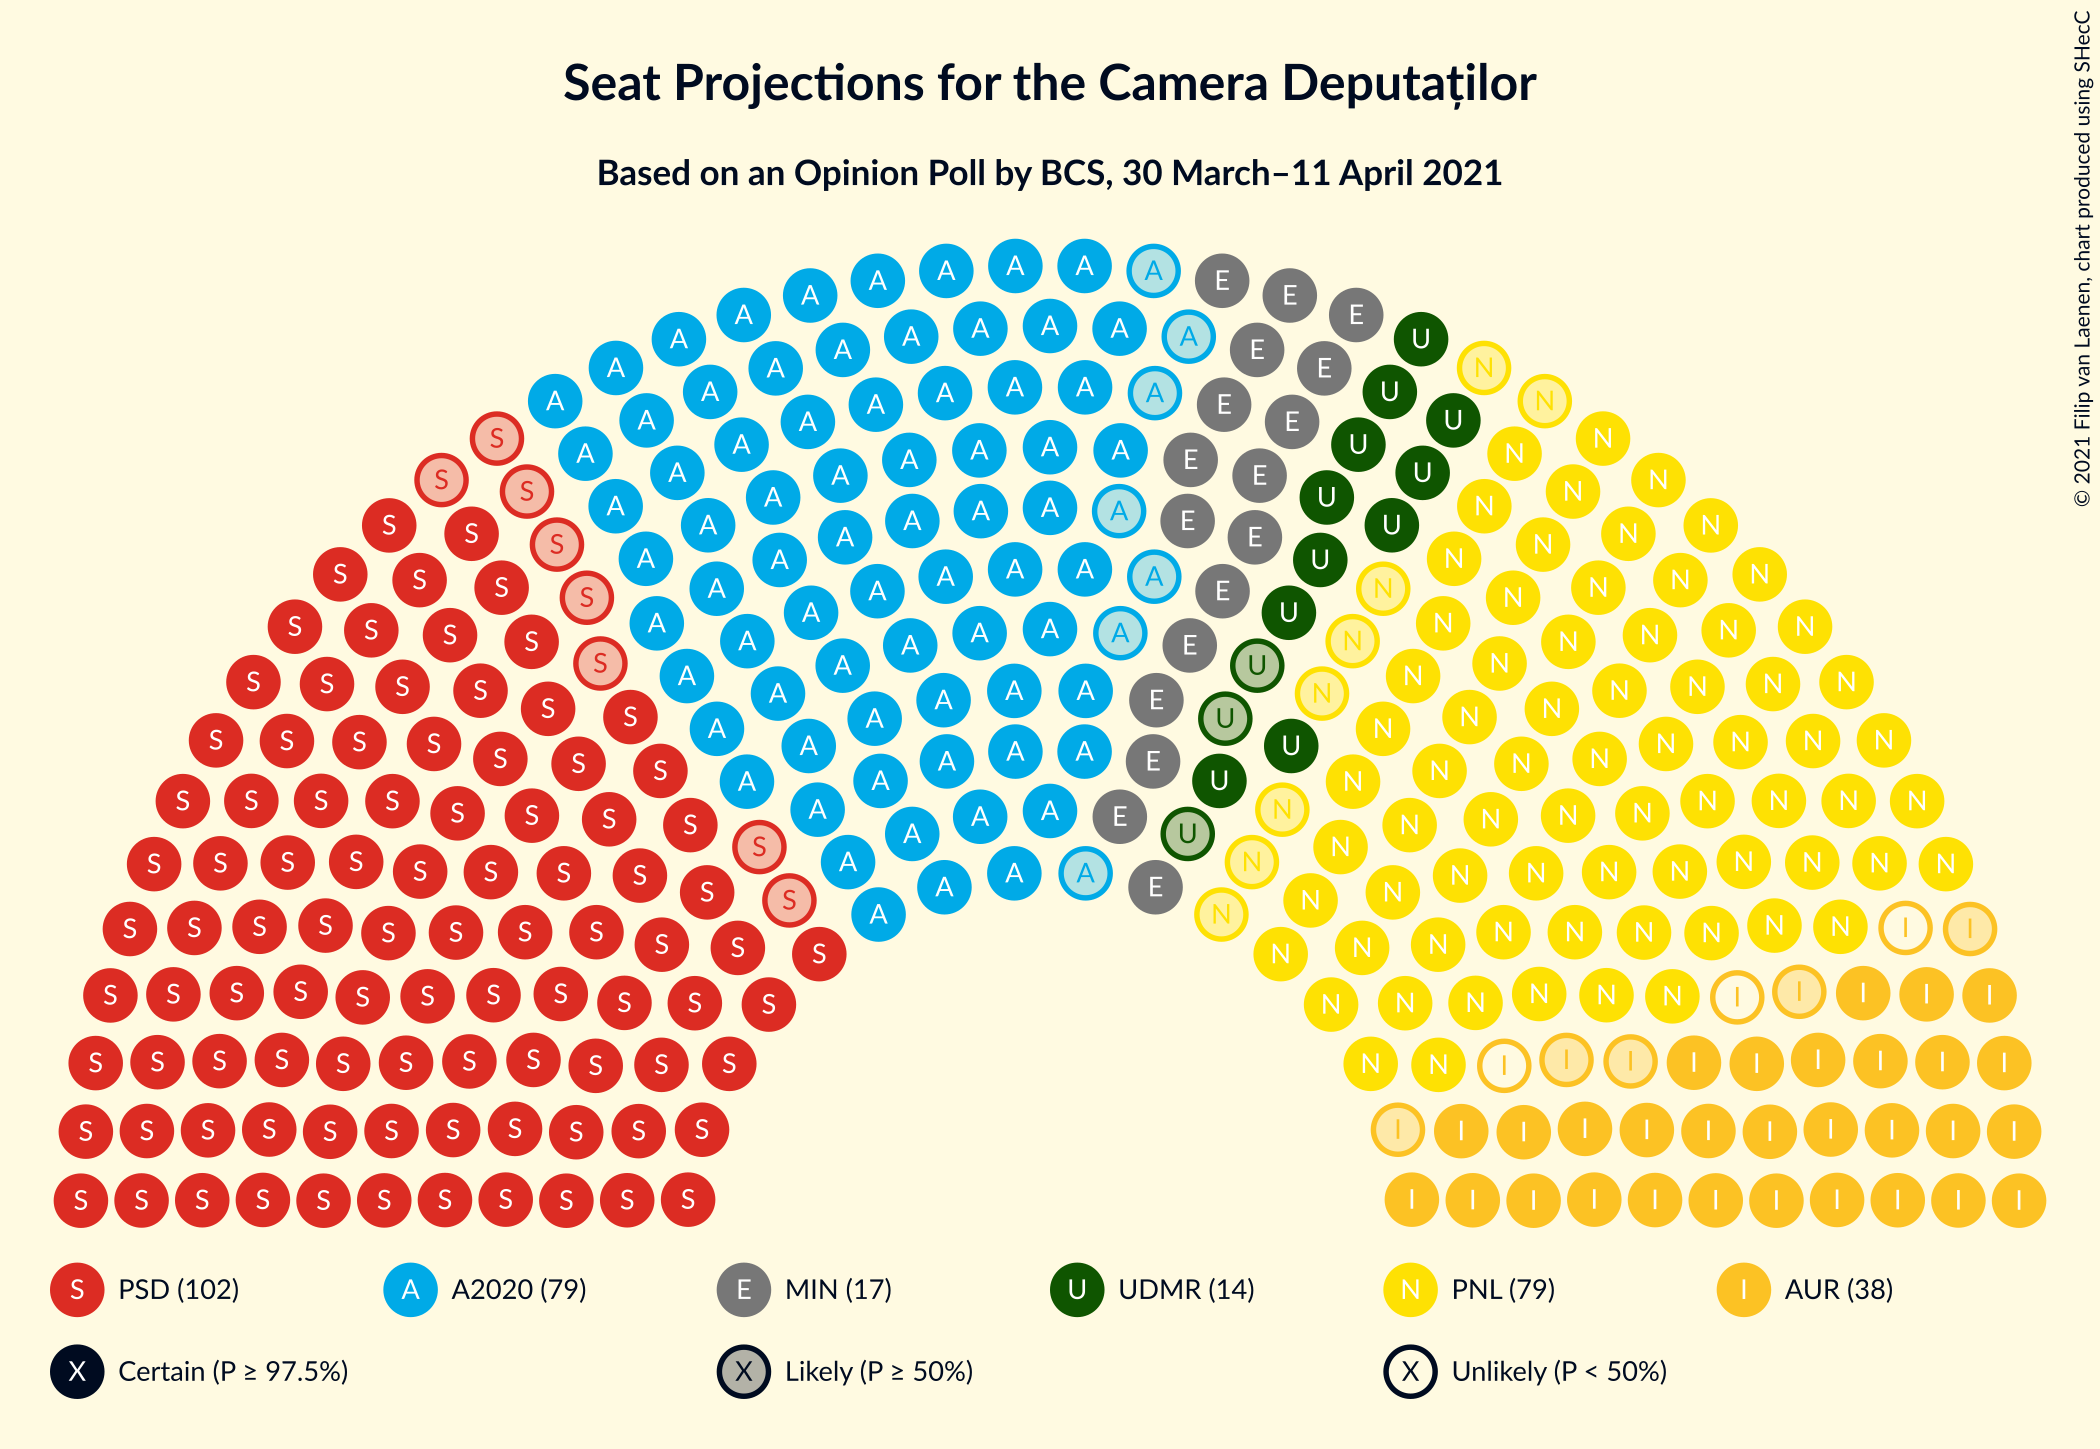 Seat Projections for the Camera Deputaților
Based on an Opinion Poll by BCS, 30 March–11 April 2021
© 2021 Filip van Laenen, chart produced using SHecC
S PSD (102) A A2020 (79) E MIN (17) U UDMR (14) N PNL (79) I AUR (38)
X Certain (P ≥ 97.5%) X Likely (P ≥ 50%) X Unlikely (P < 50%)